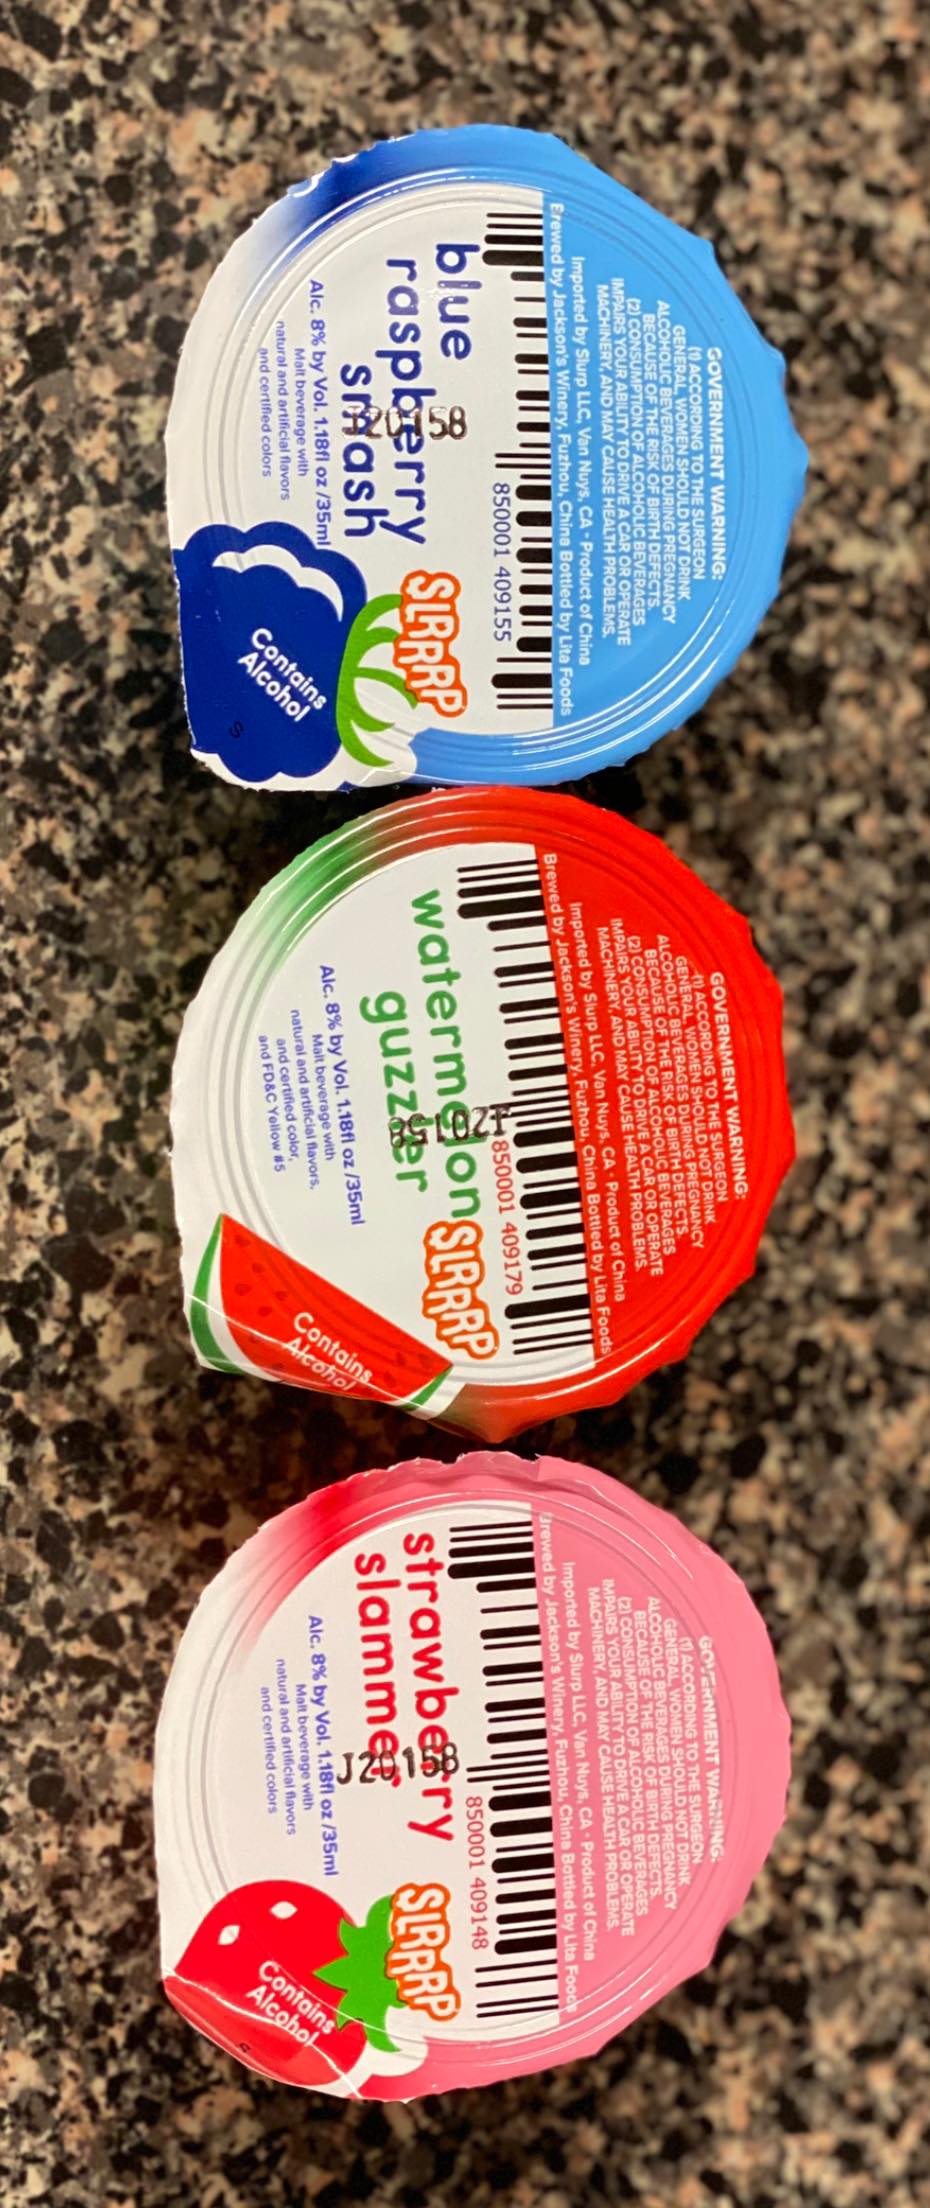 GOVERNMENT WARNING:
(1) ACCORDING TO THE SURGEON
GENERAL, WOMEN SHOULD NOT DRINK
ALCOHOLIC BEVERAGES DURING PREGNANCY
BECAUSE OF THE RISK OF BIRTH DEFECTS.
(2) CONSUMPTION OF ALCOHOLIC BEVERAGES
IMPAIRS YOUR ABILITY TO DRIVE A CAR OR OPERATE
MACHINERY, AND MAY CAUSE HEALTH PROBLEMS.
Imported by Slurp LLC, Van Nuys, CA • Product of China
Brewed by Jackson's Winery, Fuzhou, China Bottled by Lita Foods
850001 409155
SLRRRP
blue
raspberry
smash
J20158
Alc. 8% by Vol. 1.18fl oz /35ml
Malt beverage with
natural and artificial flavors
and certified colors
Contains
Alcohol
S
GOVERNMENT WARNING:
(1) ACCORDING TO THE SURGEON
GENERAL, WOMEN SHOULD NOT DRINK
ALCOHOLIC BEVERAGES DURING PREGNANCY
BECAUSE OF THE RISK OF BIRTH DEFECTS.
(2) CONSUMPTION OF ALCOHOLIC BEVERAGES
IMPAIRS YOUR ABILITY TO DRIVE A CAR OR OPERATE
MACHINERY, AND MAY CAUSE HEALTH PROBLEMS.
Imported by Slurp LLC, Van Nuys, CA • Product of China
Brewed by Jackson's Winery, Fuzhou, China Bottled by Lita Foods
850001 409179
SLRRRP
watermelon
guzzler
J20158
Alc. 8% by Vol. 1.18fl oz /35ml
Malt beverage with
natural and artificial flavors,
and certified color,
and FD&C Yellow #5
Contains
Alcohol
GOVERNMENT WARNING:
(1) ACCORDING TO THE SURGEON
GENERAL, WOMEN SHOULD NOT DRINK
ALCOHOLIC BEVERAGES DURING PREGNANCY
BECAUSE OF THE RISK OF BIRTH DEFECTS.
(2) CONSUMPTION OF ALCOHOLIC BEVERAGES
IMPAIRS YOUR ABILITY TO DRIVE A CAR OR OPERATE
MACHINERY, AND MAY CAUSE HEALTH PROBLEMS.
Imported by Slurp LLC, Van Nuys, CA • Product of China
Brewed by Jackson's Winery, Fuzhou, China Bottled by Lita Foods
850001 409148
SLRRRP
strawberry
slammer
J20158
Alc. 8% by Vol. 1.18fl oz /35ml
Malt beverage with
natural and artificial flavors
and certified colors
Contains
Alcohol